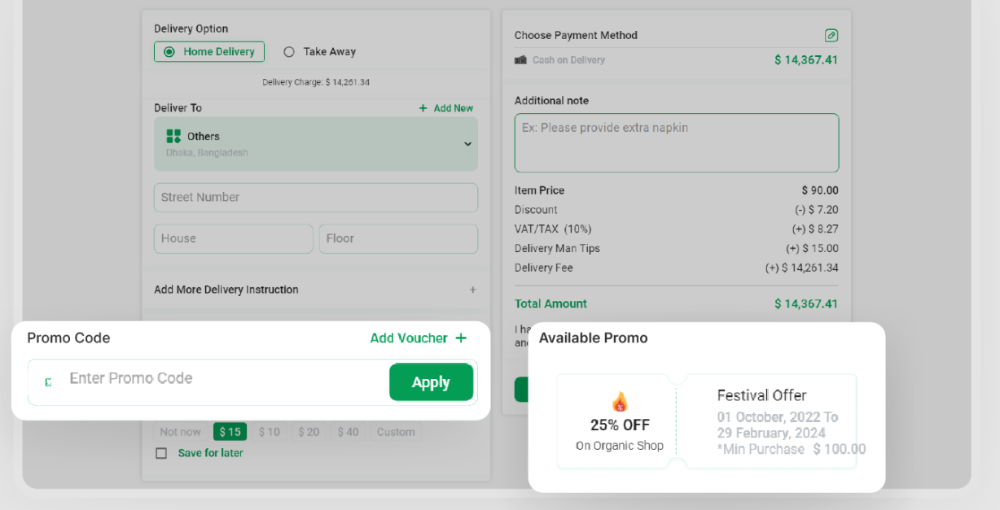 Delivery Option
Home Delivery
Take Away
Delivery Charge: $ 14,261.34
Deliver To
+ Add New
Others
Dhaka, Bangladesh
Street Number
House
Floor
Add More Delivery Instruction +
Promo Code
Add Voucher +
Enter Promo Code
Apply
Not now $ 15 $ 10 $ 20 $ 40 Custom
Save for later
Choose Payment Method
Cash on Delivery $ 14,367.41
Additional note
Ex: Please provide extra napkin
Item Price $ 90.00
Discount (-) $ 7.20
VAT/TAX (10%) (+) $ 8.27
Delivery Man Tips (+) $ 15.00
Delivery Fee (+) $ 14,261.34
Total Amount $ 14,367.41
Available Promo
25% OFF
On Organic Shop
Festival Offer
01 October, 2022 To
29 February, 2024
*Min Purchase $ 100.00